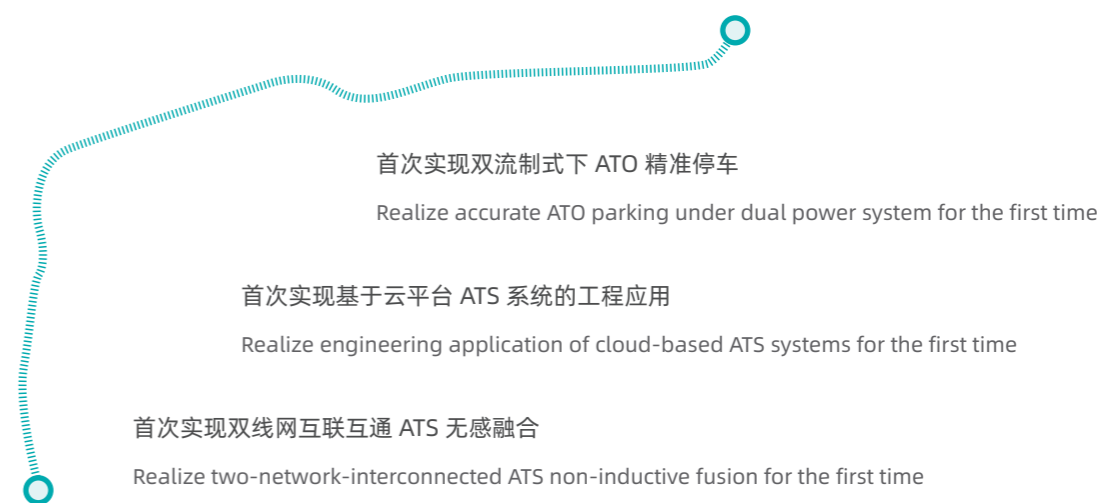 首次实现双流制式下 ATO 精准停车
Realize accurate ATO parking under dual power system for the first time
首次实现基于云平台 ATS 系统的工程应用
Realize engineering application of cloud-based ATS systems for the first time
首次实现双线网互联互通 ATS 无感融合
Realize two-network-interconnected ATS non-inductive fusion for the first time